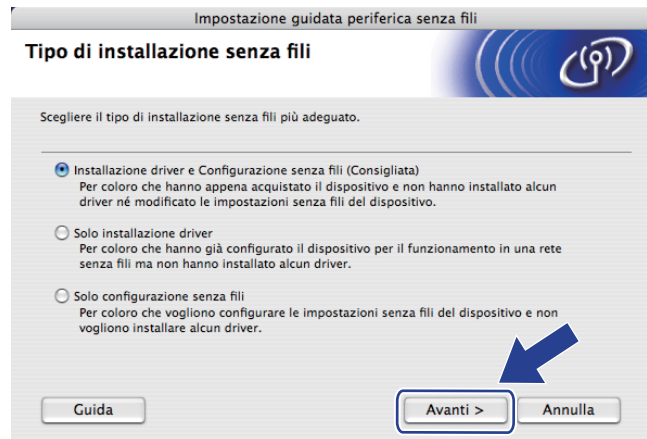 Impostazione guidata periferica senza fili
Tipo di installazione senza fili
Scegliere il tipo di installazione senza fili più adeguato.
Installazione driver e Configurazione senza fili (Consigliata)
Per coloro che hanno appena acquistato il dispositivo e non hanno installato alcun
driver né modificato le impostazioni senza fili del dispositivo.
Solo installazione driver
Per coloro che hanno già configurato il dispositivo per il funzionamento in una rete
senza fili ma non hanno installato alcun driver.
Solo configurazione senza fili
Per coloro che vogliono configurare le impostazioni senza fili del dispositivo e non
vogliono installare alcun driver.
Guida
Avanti >
Annulla